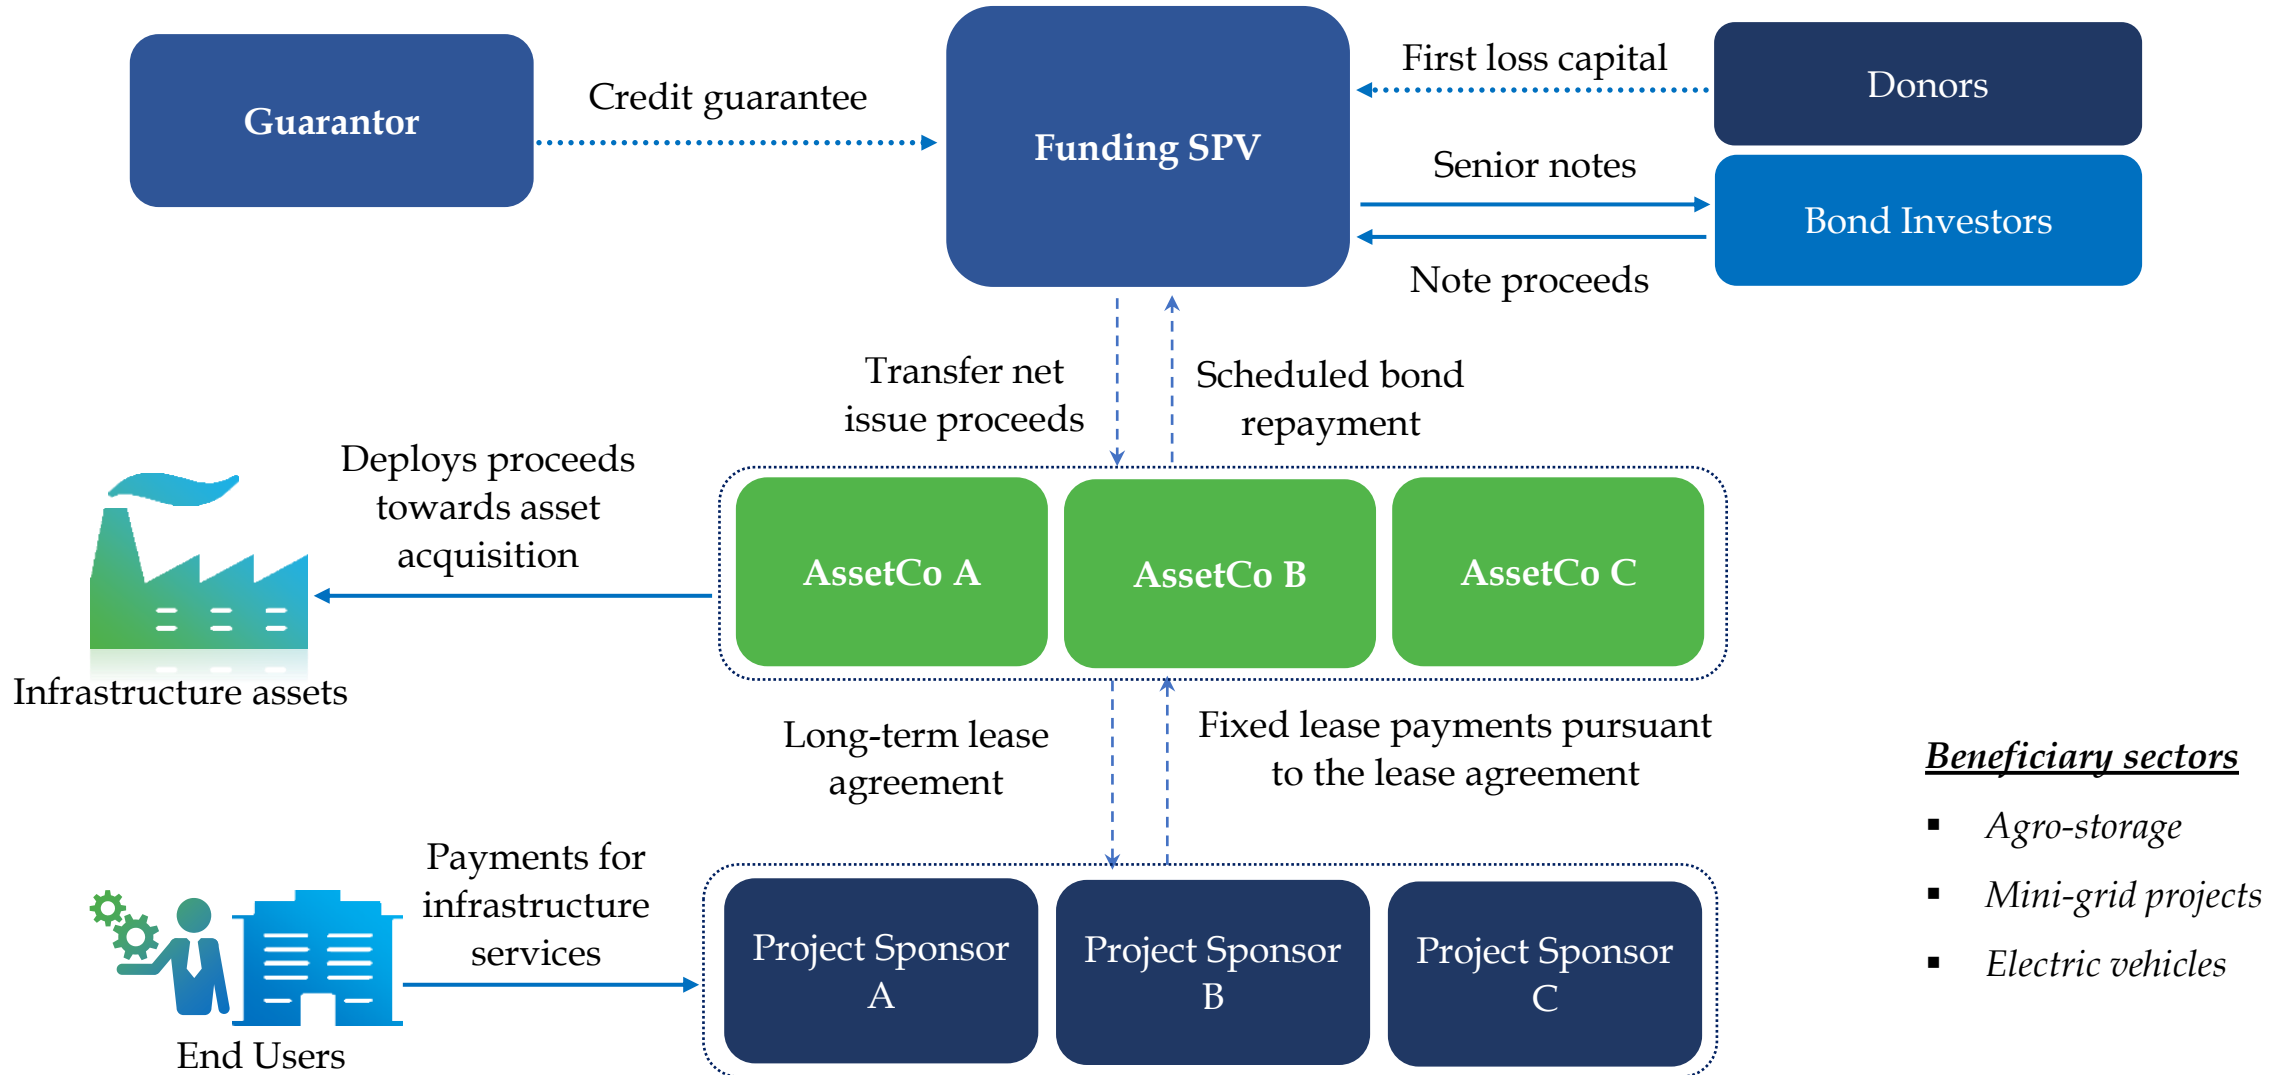 Guarantor
Credit guarantee
Funding SPV
First loss capital
Donors
Senior notes
Bond Investors
Note proceeds
Transfer net
issue proceeds
Scheduled bond
repayment
Deploys proceeds
towards asset
acquisition
Infrastructure assets
AssetCo A
AssetCo B
AssetCo C
Long-term lease
agreement
Fixed lease payments pursuant
to the lease agreement
Payments for
infrastructure
services
End Users
Project Sponsor
A
Project Sponsor
B
Project Sponsor
C
Beneficiary sectors
▪ Agro-storage
▪ Mini-grid projects
▪ Electric vehicles